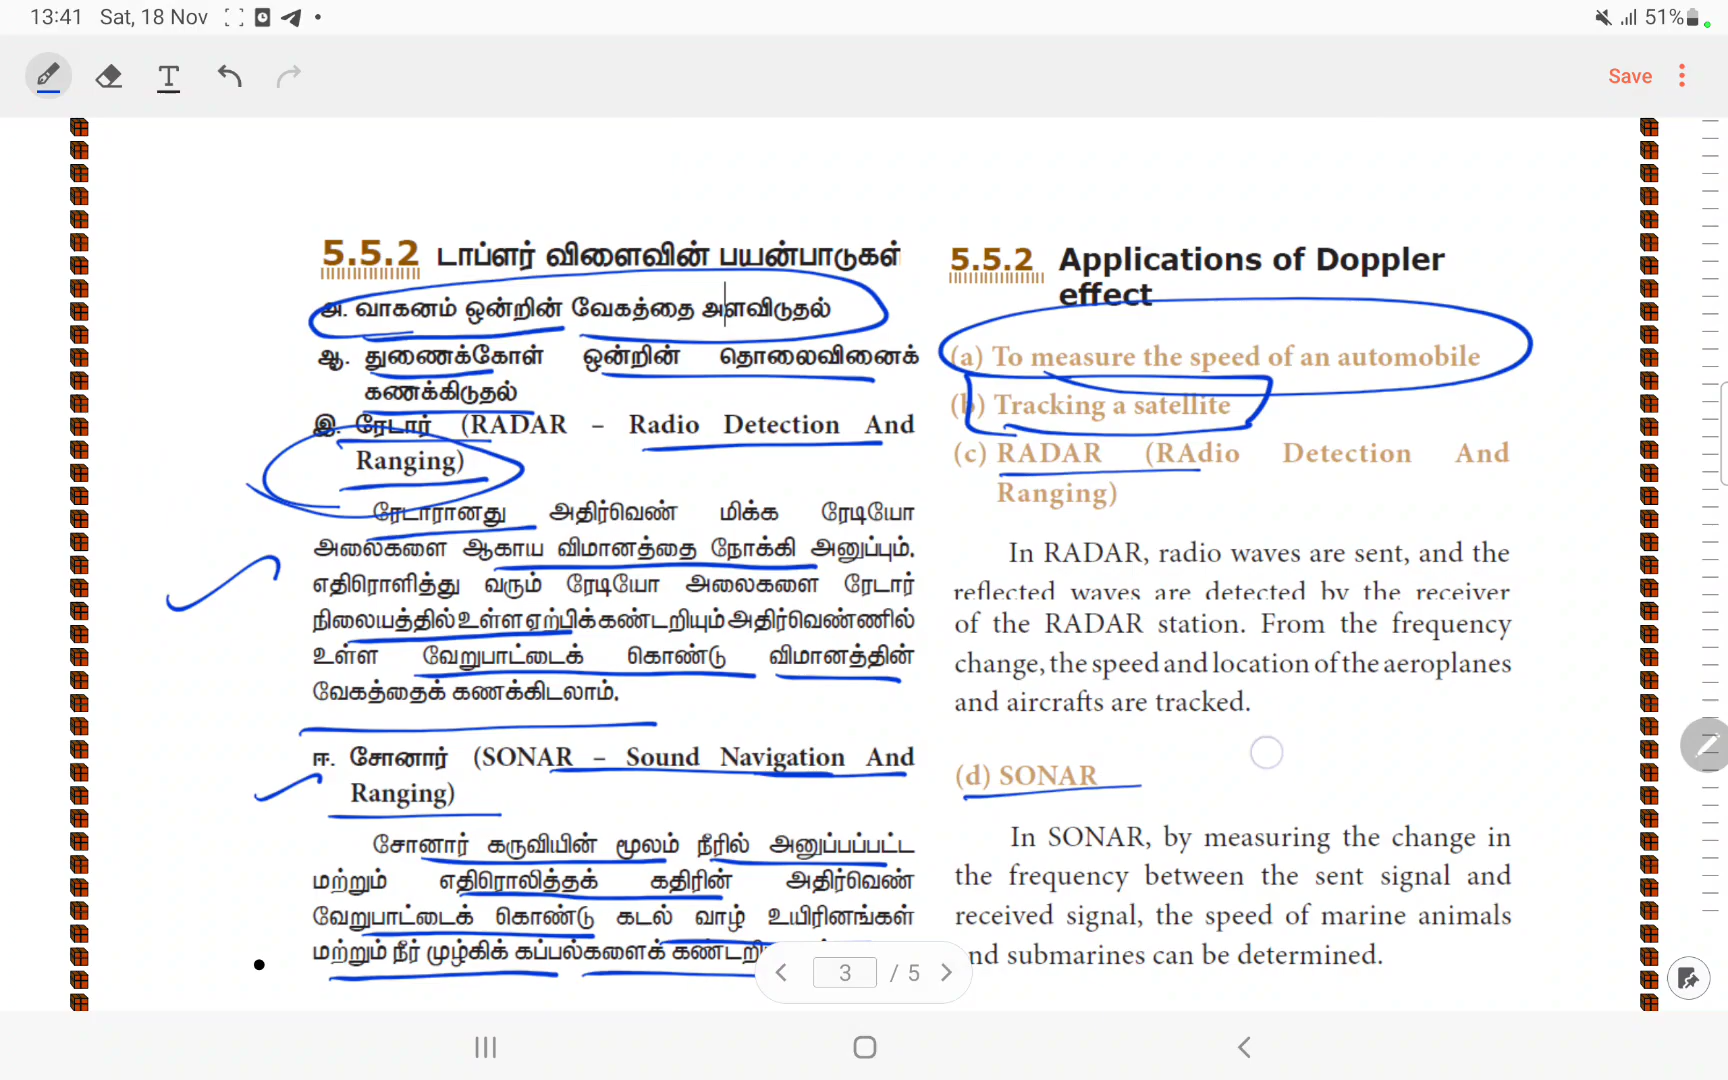 13:41 Sat, 18 Nov
51%
Save
5.5.2 டாப்ளர் விளைவின் பயன்பாடுகள்
அ. வாகனம் ஒன்றின் வேகத்தை அளவிடுதல்
ஆ. துணைக்கோள் ஒன்றின் தொலைவினைக்
கணக்கிடுதல்
இ. ரேடார் (RADAR – Radio Detection And
Ranging)
ரேடாரானது அதிர்வெண் மிக்க ரேடியோ
அலைகளை ஆகாய விமானத்தை நோக்கி அனுப்பும்.
எதிரொளித்து வரும் ரேடியோ அலைகளை ரேடார்
நிலையத்தில் உள்ள ஏற்பிக் கண்டறியும் அதிர்வெண்ணில்
உள்ள வேறுபாட்டைக் கொண்டு விமானத்தின்
வேகத்தைக் கணக்கிடலாம்.
ஈ. சோனார் (SONAR – Sound Navigation And
Ranging)
சோனார் கருவியின் மூலம் நீரில் அனுப்பப்பட்ட
மற்றும் எதிரொலித்தக் கதிரின் அதிர்வெண்
வேறுபாட்டைக் கொண்டு கடல் வாழ் உயிரினங்கள்
மற்றும் நீர் முழ்கிக் கப்பல்களைக்
5.5.2 Applications of Doppler
effect
(a) To measure the speed of an automobile
(b) Tracking a satellite
(c) RADAR (RAdio Detection And
Ranging)
In RADAR, radio waves are sent, and the
reflected waves are detected by the receiver
of the RADAR station. From the frequency
change, the speed and location of the aeroplanes
and aircrafts are tracked.
(d) SONAR
In SONAR, by measuring the change in
the frequency between the sent signal and
received signal, the speed of marine animals
and submarines can be determined.
3 / 5